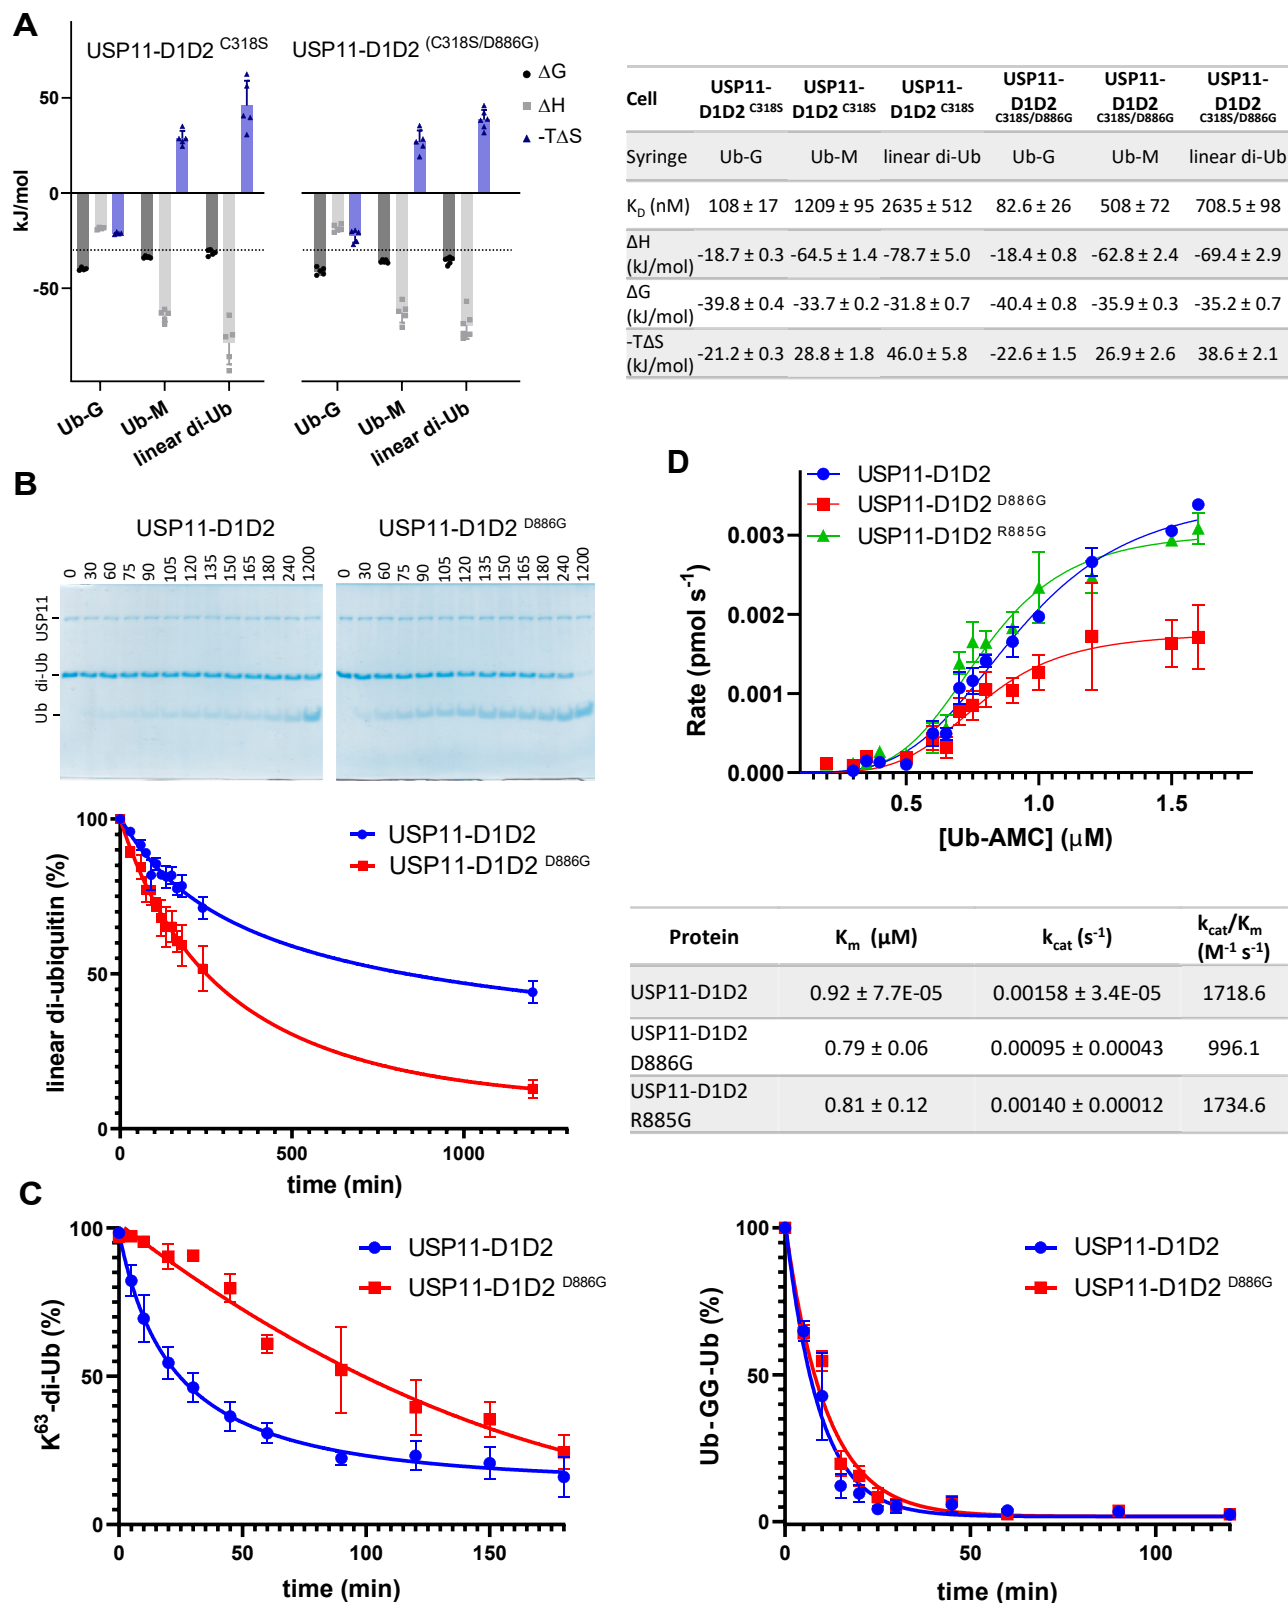 A
USP11-D1D2 C318S
USP11-D1D2 (C318S/D886G)
ΔG
ΔH
-TΔS
kJ/mol
50
0
-50
Ub-G
Ub-M
linear di-Ub
Ub-G
Ub-M
linear di-Ub
Cell USP11-D1D2 C318S USP11-D1D2 C318S USP11-D1D2 C318S USP11-D1D2 C318S/D886G USP11-D1D2 C318S/D886G USP11-D1D2 C318S/D886G
Syringe Ub-G Ub-M linear di-Ub Ub-G Ub-M linear di-Ub
KD (nM) 108 ± 17 1209 ± 95 2635 ± 512 82.6 ± 26 508 ± 72 708.5 ± 98
ΔH (kJ/mol) -18.7 ± 0.3 -64.5 ± 1.4 -78.7 ± 5.0 -18.4 ± 0.8 -62.8 ± 2.4 -69.4 ± 2.9
ΔG (kJ/mol) -39.8 ± 0.4 -33.7 ± 0.2 -31.8 ± 0.7 -40.4 ± 0.8 -35.9 ± 0.3 -35.2 ± 0.7
-TΔS (kJ/mol) -21.2 ± 0.3 28.8 ± 1.8 46.0 ± 5.8 -22.6 ± 1.5 26.9 ± 2.6 38.6 ± 2.1
B
USP11-D1D2
USP11-D1D2 D886G
0 30 60 75 90 105 120 135 150 165 180 240 1200
0 30 60 75 90 105 120 135 150 165 180 240 1200
USP11
di-Ub
Ub
USP11-D1D2
USP11-D1D2 D886G
linear di-ubiquitin (%)
100
50
0
0 500 1000
time (min)
D
USP11-D1D2
USP11-D1D2 D886G
USP11-D1D2 R885G
Rate (pmol s-1)
0.003
0.002
0.001
0.000
0.5 1.0 1.5
[Ub-AMC] (μM)
Protein Km (μM) kcat (s-1) kcat/Km (M-1 s-1)
USP11-D1D2 0.92 ± 7.7E-05 0.00158 ± 3.4E-05 1718.6
USP11-D1D2 D886G 0.79 ± 0.06 0.00095 ± 0.00043 996.1
USP11-D1D2 R885G 0.81 ± 0.12 0.00140 ± 0.00012 1734.6
C
USP11-D1D2
USP11-D1D2 D886G
K63-di-Ub (%)
100
50
0
0 50 100 150
time (min)
USP11-D1D2
USP11-D1D2 D886G
Ub-GG-Ub (%)
100
50
0
0 50 100
time (min)